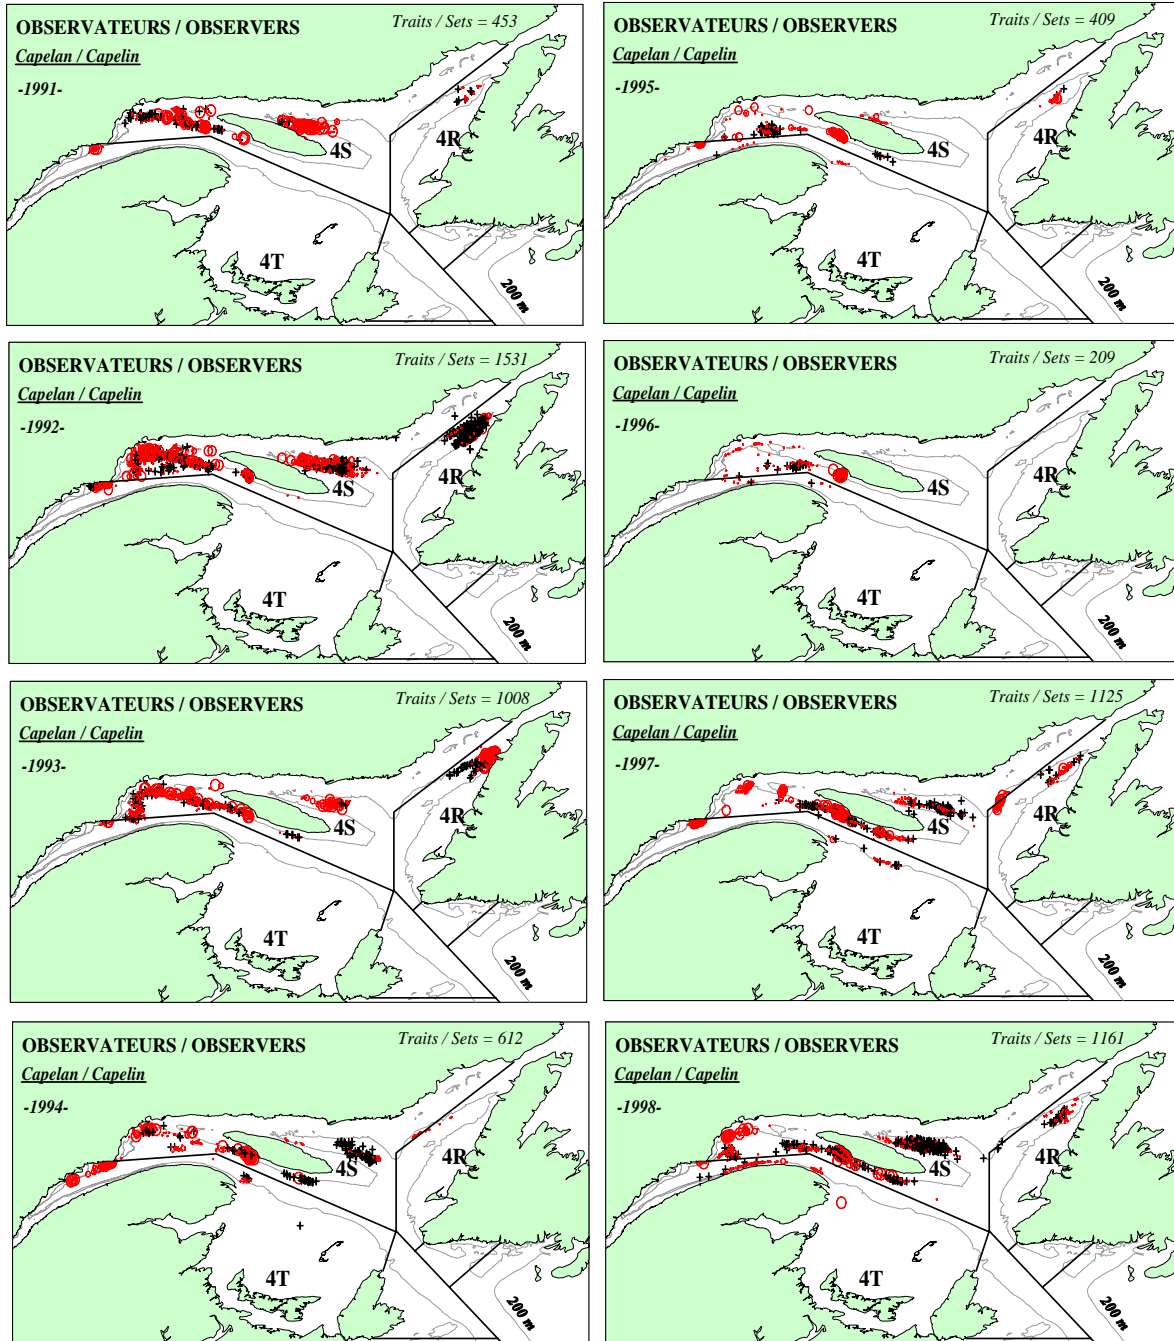 OBSERVATEURS / OBSERVERS
Traits / Sets = 453
Capelan / Capelin
-1991-
4R
4S
4T
200 m
OBSERVATEURS / OBSERVERS
Traits / Sets = 1531
Capelan / Capelin
-1992-
4R
4S
4T
200 m
OBSERVATEURS / OBSERVERS
Traits / Sets = 1008
Capelan / Capelin
-1993-
4R
4S
4T
200 m
OBSERVATEURS / OBSERVERS
Traits / Sets = 612
Capelan / Capelin
-1994-
4R
4S
4T
200 m
OBSERVATEURS / OBSERVERS
Traits / Sets = 409
Capelan / Capelin
-1995-
4R
4S
4T
200 m
OBSERVATEURS / OBSERVERS
Traits / Sets = 209
Capelan / Capelin
-1996-
4R
4S
4T
200 m
OBSERVATEURS / OBSERVERS
Traits / Sets = 1125
Capelan / Capelin
-1997-
4R
4S
4T
200 m
OBSERVATEURS / OBSERVERS
Traits / Sets = 1161
Capelan / Capelin
-1998-
4R
4S
4T
200 m